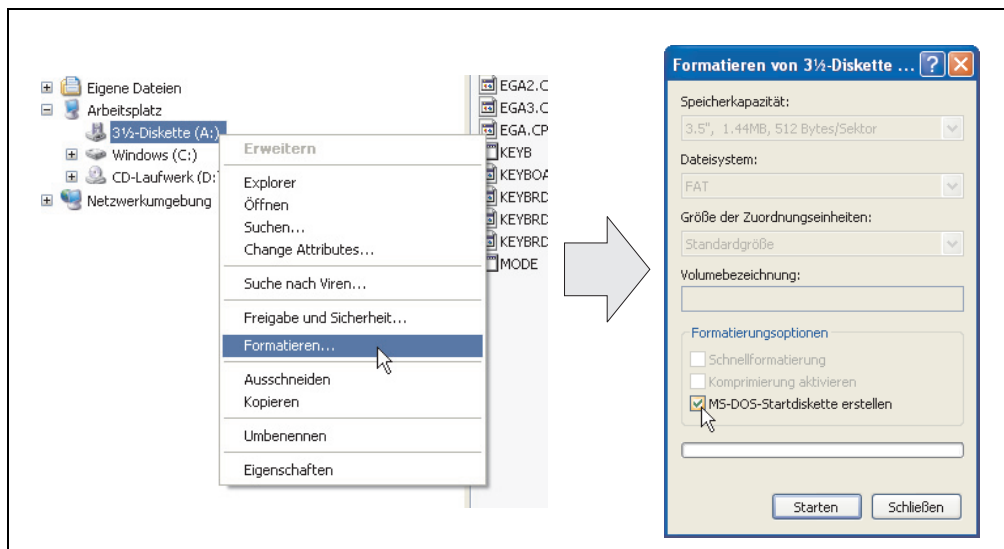 Eigene Dateien
Arbeitsplatz
3½-Diskette (A:)
Windows (C:)
CD-Laufwerk (D:
Netzwerkumgebung
Erweitern
Explorer
Öffnen
Suchen...
Change Attributes...
Suche nach Viren...
Freigabe und Sicherheit...
Formatieren...
Ausschneiden
Kopieren
Umbenennen
Eigenschaften
EGA2.C
EGA3.C
EGA.CP
KEYB
KEYBOA
KEYBRD
KEYBRD
KEYBRD
MODE
Formatieren von 3½-Diskette ...
Speicherkapazität:
3.5", 1.44MB, 512 Bytes/Sektor
Dateisystem:
FAT
Größe der Zuordnungseinheiten:
Standardgröße
Volumebezeichnung:
Formatierungsoptionen
Schnellformatierung
Komprimierung aktivieren
MS-DOS-Startdiskette erstellen
Starten
Schließen